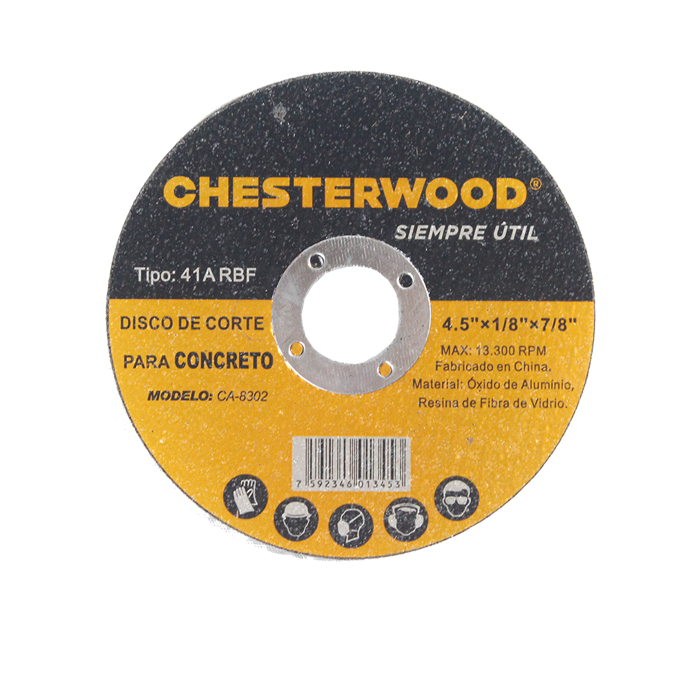 CHESTERWOOD®
SIEMPRE ÚTIL
Tipo: 41A RBF
DISCO DE CORTE
PARA CONCRETO
MODELO: CA-8302
4.5"×1/8"×7/8"
MAX: 13.300 RPM
Fabricado en China.
Material: Óxido de Alumínio,
Resina de Fibra de Vidrio.
7 592346 013453